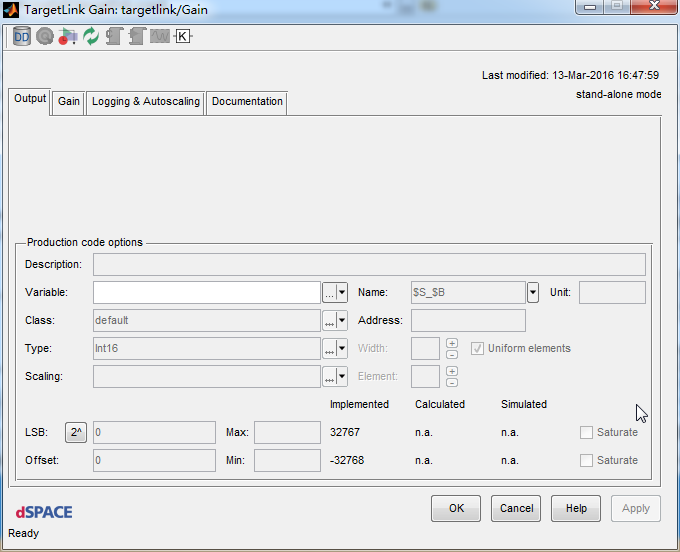 TargetLink Gain: targetlink/Gain
DD K
Last modified: 13-Mar-2016 16:47:59
stand-alone mode
Output Gain Logging & Autoscaling Documentation
Production code options
Description:
Variable: ... Name: $S_$B Unit:
Class: default ... Address:
Type: Int16 ... Width: + - Uniform elements
Scaling: ... Element: + -
Implemented Calculated Simulated
LSB: 2^ 0 Max: 32767 n.a. n.a. Saturate
Offset: 0 Min: -32768 n.a. n.a. Saturate
dSPACE OK Cancel Help Apply
Ready